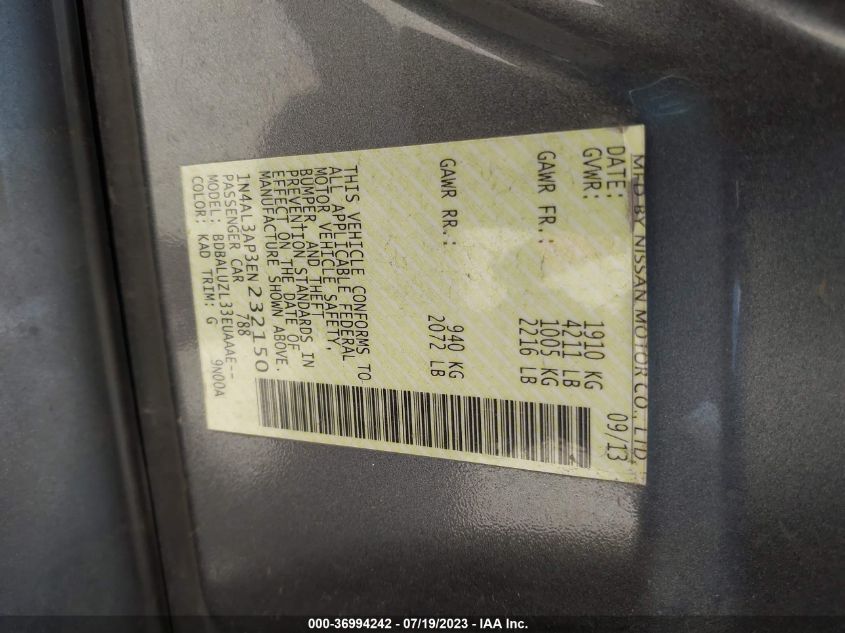 MFD BY NISSAN MOTOR CO., LTD.
DATE: 09/13
GVWR: 1910 KG
4211 LB
GAWR FR.: 1005 KG
2216 LB
GAWR RR.: 940 KG
2072 LB
THIS VEHICLE CONFORMS TO
ALL APPLICABLE FEDERAL
MOTOR VEHICLE SAFETY,
BUMPER AND THEFT
PREVENTION STANDARDS IN
EFFECT ON THE DATE OF
MANUFACTURE SHOWN ABOVE.
1N4AL3AP3EN232150
PASSENGER CAR 788
MODEL: BDBALUZL33EUAAAE--
COLOR: KAD TRIM: G 9N00A
000-36994242 - 07/19/2023 - IAA Inc.